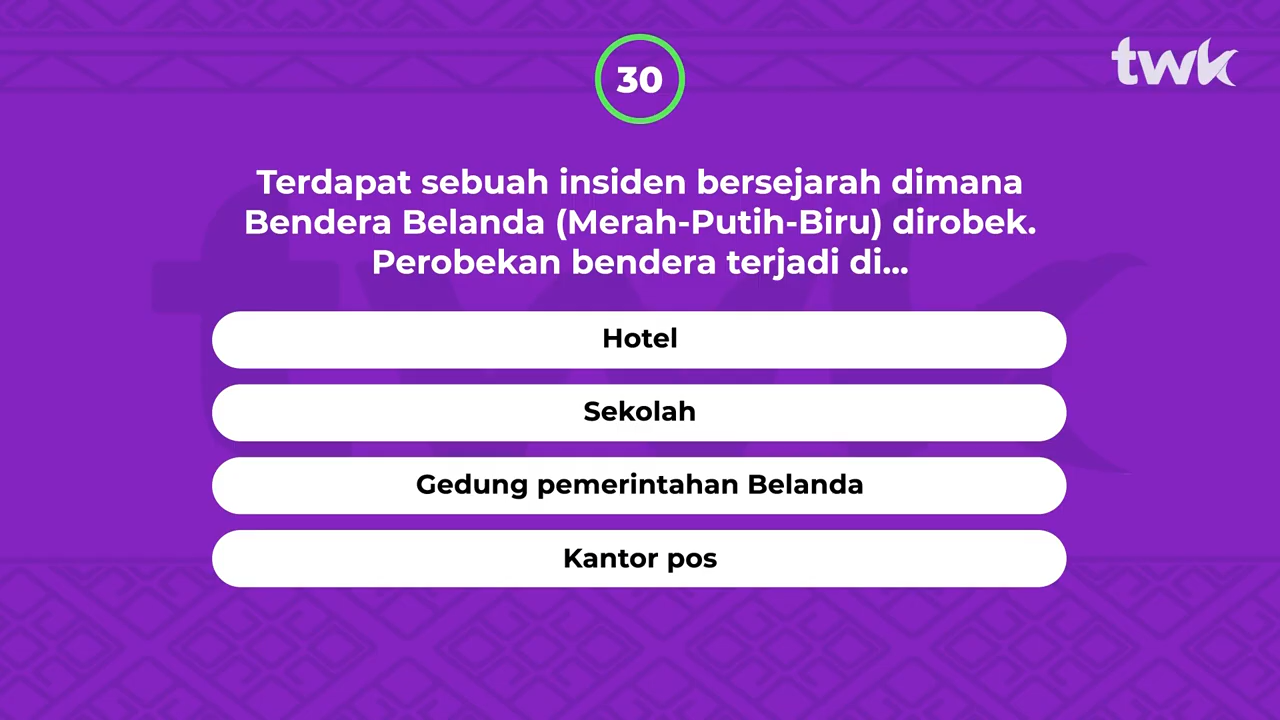 30
twk
Terdapat sebuah insiden bersejarah dimana
Bendera Belanda (Merah-Putih-Biru) dirobek.
Perobekan bendera terjadi di...
Hotel
Sekolah
Gedung pemerintahan Belanda
Kantor pos